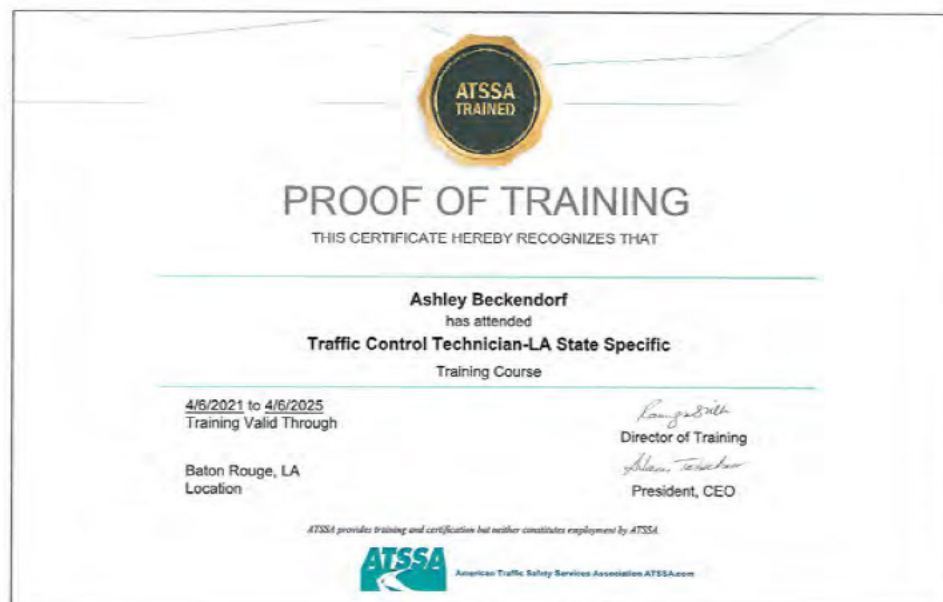 ATSSA
TRAINED
PROOF OF TRAINING
THIS CERTIFICATE HEREBY RECOGNIZES THAT
Ashley Beckendorf
has attended
Traffic Control Technician-LA State Specific
Training Course
4/6/2021 to 4/6/2025
Training Valid Through
Director of Training
Baton Rouge, LA
Location
President, CEO
ATSSA provides training and certification but neither constitutes employment by ATSSA.
ATSSA
American Traffic Safety Services Association ATSSA.com